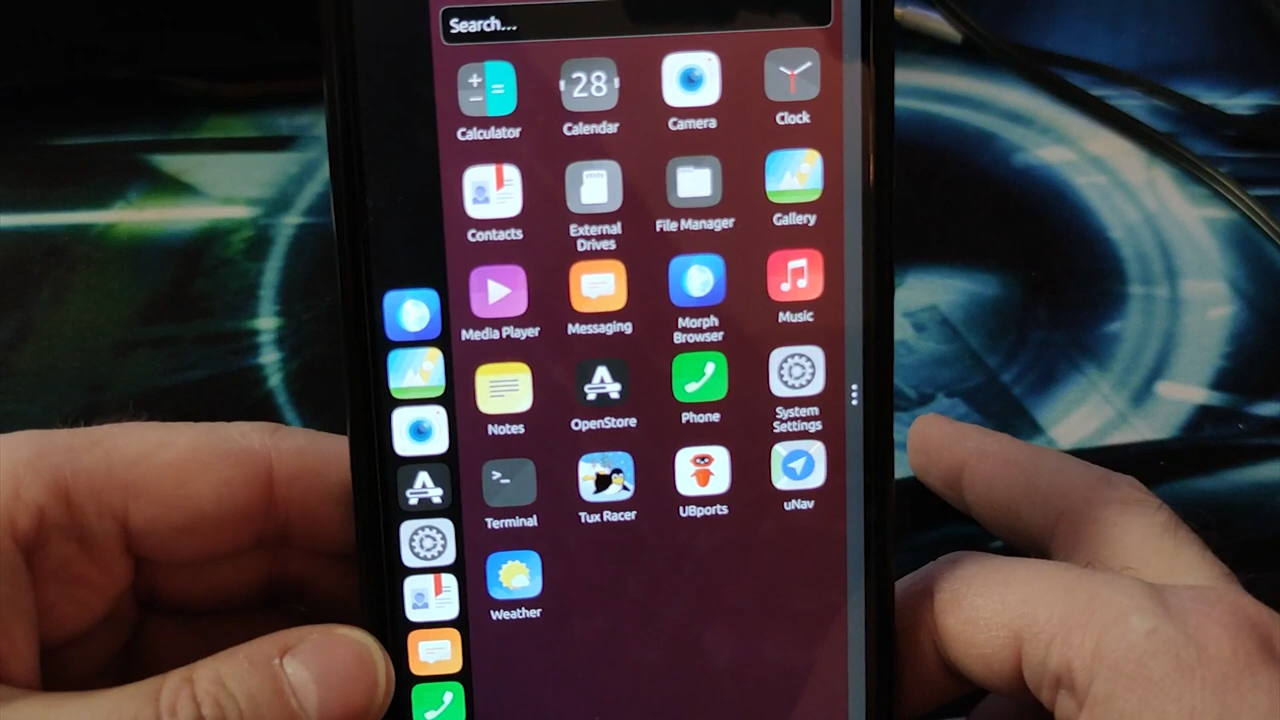 Search...
Calculator
28
Calendar
Camera
Clock
Contacts
External
Drives
File Manager
Gallery
Media Player
Messaging
Morph
Browser
Music
Notes
OpenStore
Phone
System
Settings
>_
Terminal
Tux Racer
UBports
uNav
Weather